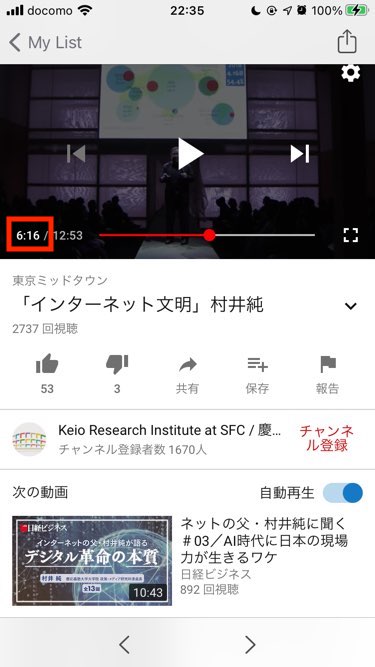 docomo 22:35 100%
My List
6:16 / 12:53
東京ミッドタウン
「インターネット文明」村井純
2737 回視聴
53 3 共有 保存 報告
Keio Research Institute at SFC / 慶…
チャンネル登録者数 1670人
チャンネ
ル登録
次の動画 自動再生
日経ビジネス
インターネットの父・村井純が語る
デジタル革命の本質
村井 純
全13回
10:43
ネットの父・村井純に聞く
＃03／AI時代に日本の現場
力が生きるワケ
日経ビジネス
892 回視聴